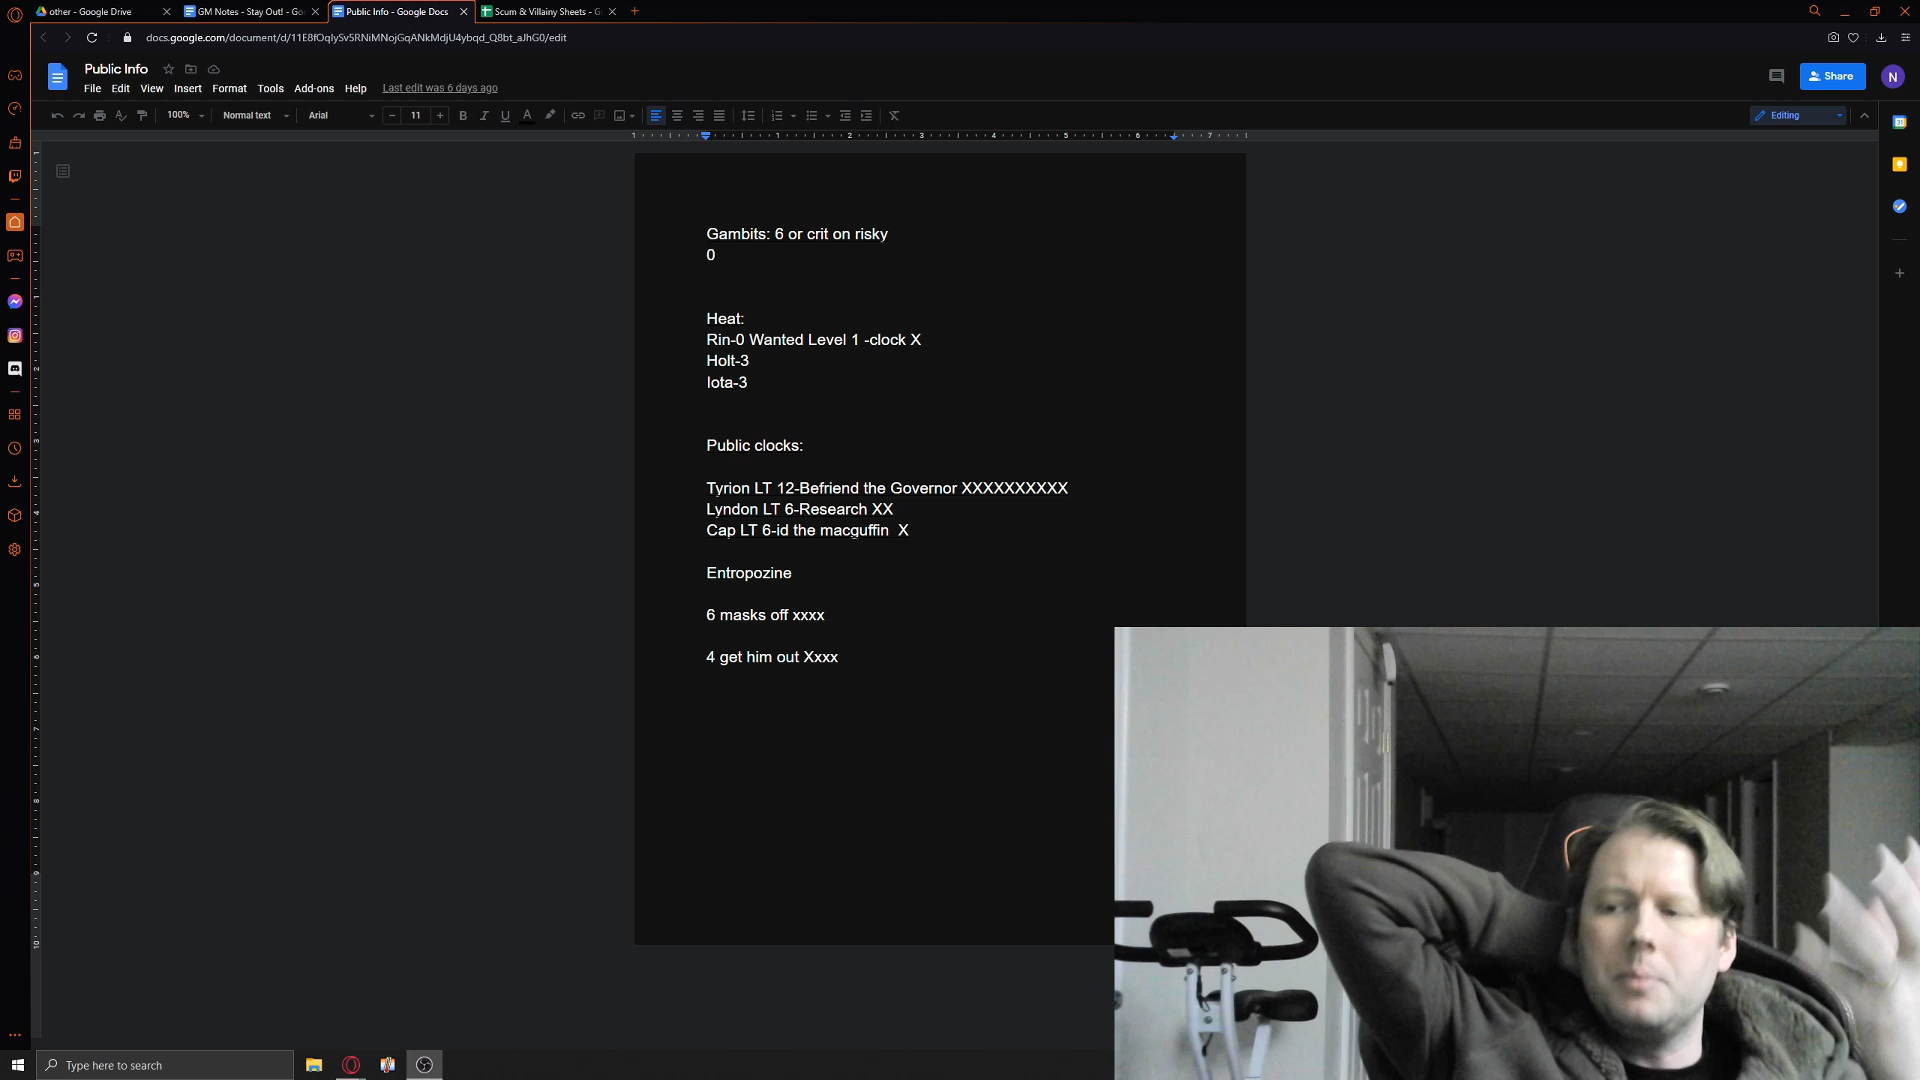 other - Google Drive
GM Notes - Stay Out! - Go
Public Info - Google Docs
Scum & Villainy Sheets - G
docs.google.com/document/d/11E8fOqIySv5RNiMNojGqANkMdjU4ybqd_Q8bt_aJhG0/edit
Public Info
File Edit View Insert Format Tools Add-ons Help Last edit was 6 days ago
Share
N
100% Normal text Arial 11 Editing
Gambits: 6 or crit on risky
0
Heat:
Rin-0 Wanted Level 1 -clock X
Holt-3
Iota-3
Public clocks:
Tyrion LT 12-Befriend the Governor XXXXXXXXXX
Lyndon LT 6-Research XX
Cap LT 6-id the macguffin  X
Entropozine
6 masks off xxxx
4 get him out Xxxx
Type here to search